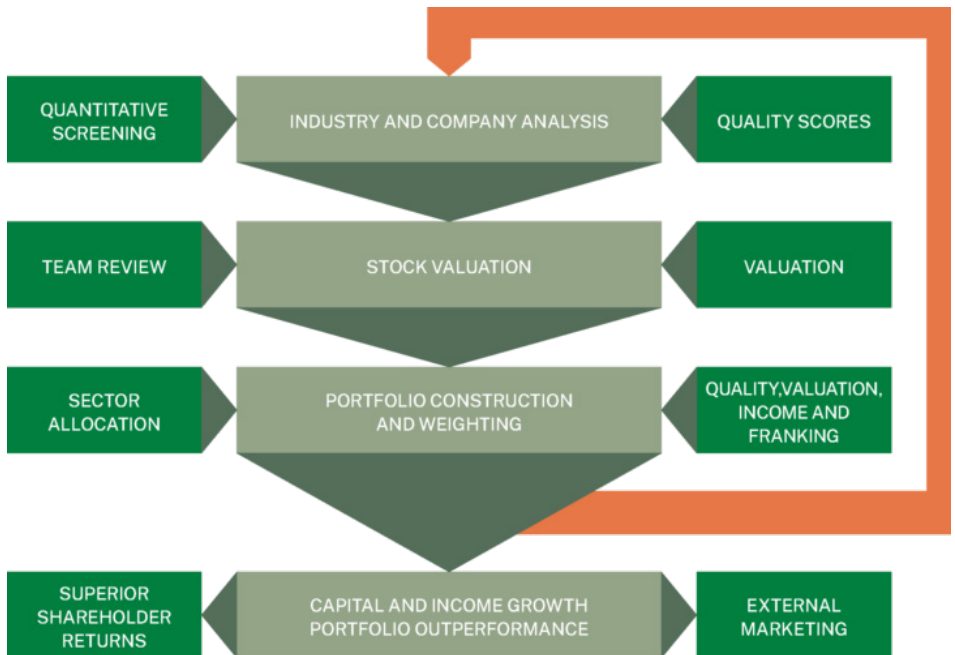 QUANTITATIVE
SCREENING
INDUSTRY AND COMPANY ANALYSIS
QUALITY SCORES
TEAM REVIEW
STOCK VALUATION
VALUATION
SECTOR
ALLOCATION
PORTFOLIO CONSTRUCTION
AND WEIGHTING
QUALITY,VALUATION,
INCOME AND
FRANKING
SUPERIOR
SHAREHOLDER
RETURNS
CAPITAL AND INCOME GROWTH
PORTFOLIO OUTPERFORMANCE
EXTERNAL
MARKETING